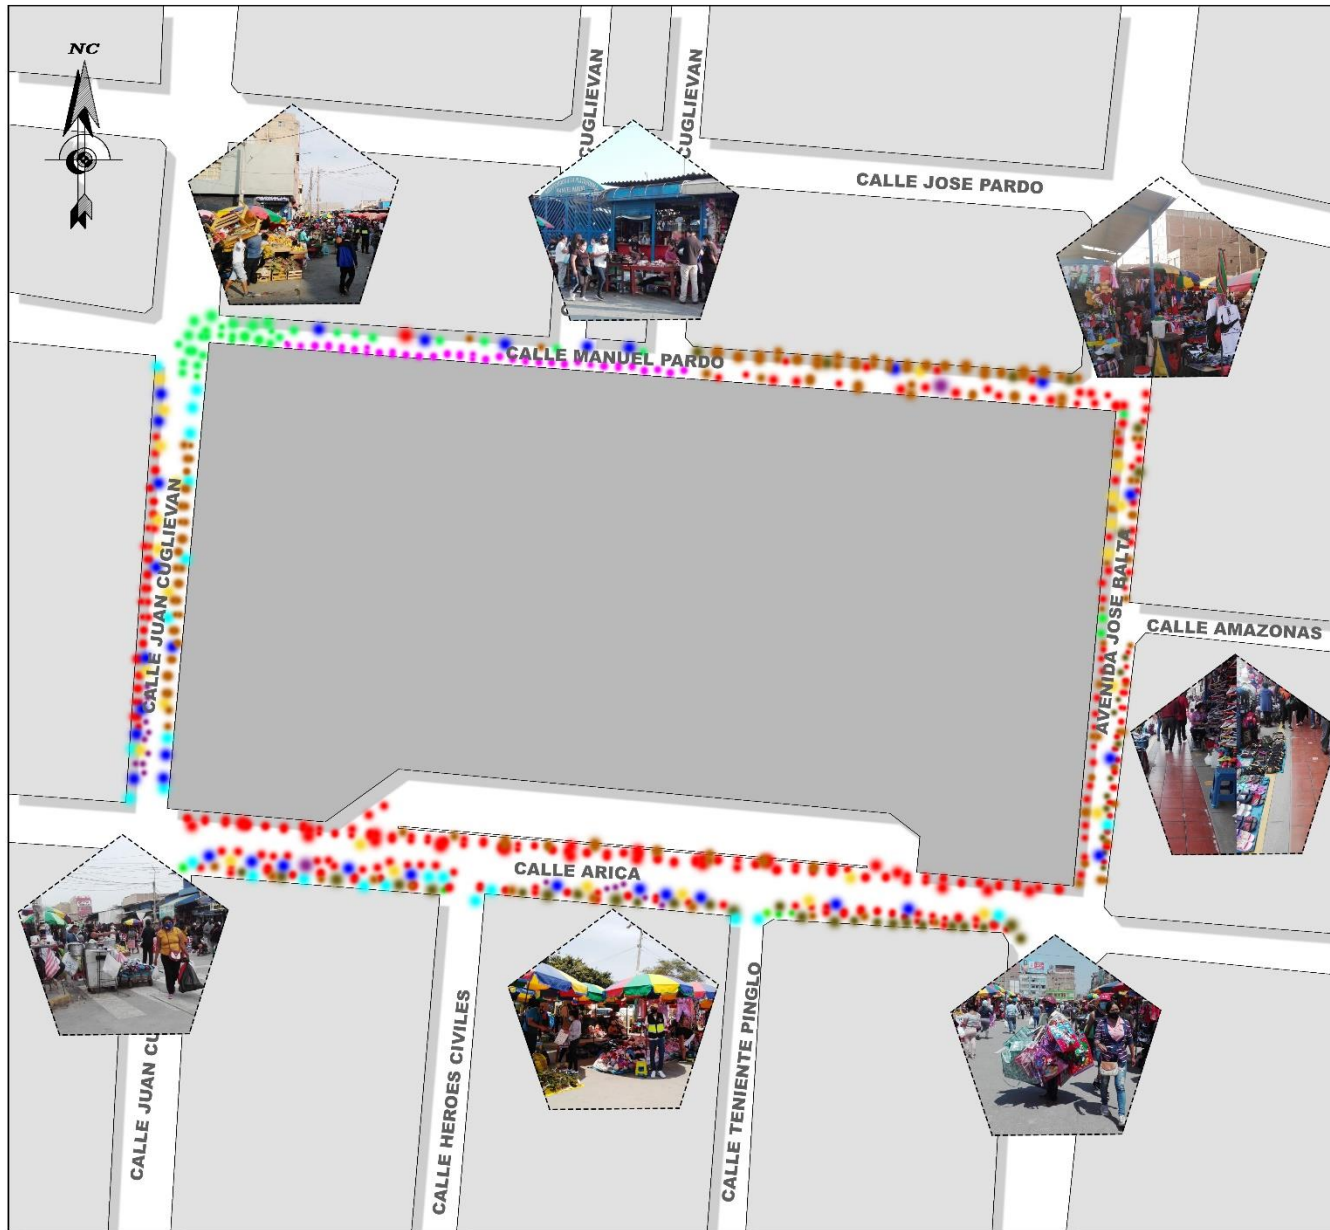 NC
CUGLIEVAN
CUGLIEVAN
CALLE JOSE PARDO
CALLE MANUEL PARDO
CALLE JUAN CUGLIEVAN
AVENIDA JOSE BALTA
CALLE AMAZONAS
CALLE ARICA
CALLE JUAN CU
CALLE HEROES CIVILES
CALLE TENIENTE PINGLO